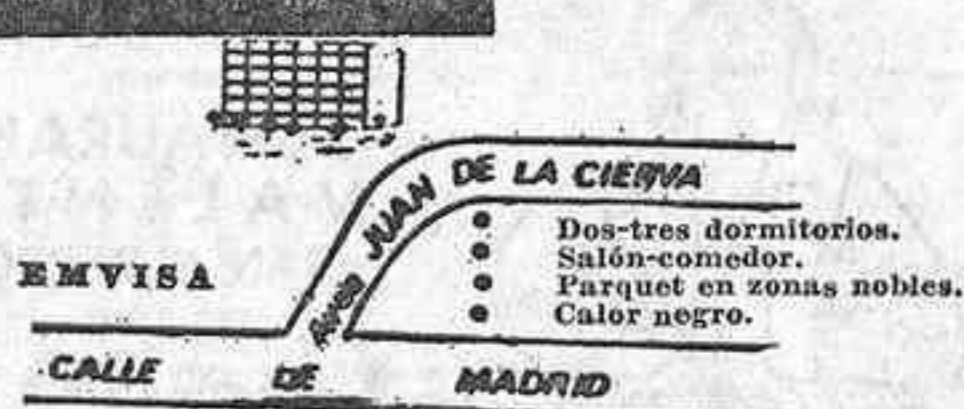 JUAN DE LA CIERVA
Dos-tres dormitorios.
Salón-comedor.
EMVISA
Parquet en zonas nobles.
Calor negro.
CALLE DE MADRID